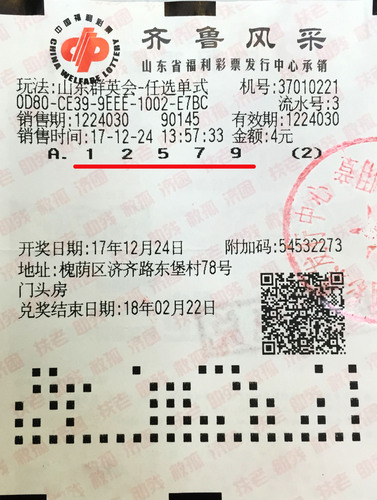 中国福利彩票
CHINA WELFARE LOTTERY
齐鲁风采
山东省福利彩票发行中心承销
玩法:山东群英会-任选单式 机号:37010221
0D80-CE39-9EEE-1002-E7BC 流水号:3
销售期:1224030 90145 有效期:1224030
销售时间:17-12-24 13:57:33 金额:4元
A. 1 2 5 7 9 (2)
开奖日期:17年12月24日 附加码:54532273
地址:槐荫区济齐路东堡村78号
门头房
兑奖结束日期:18年02月22日